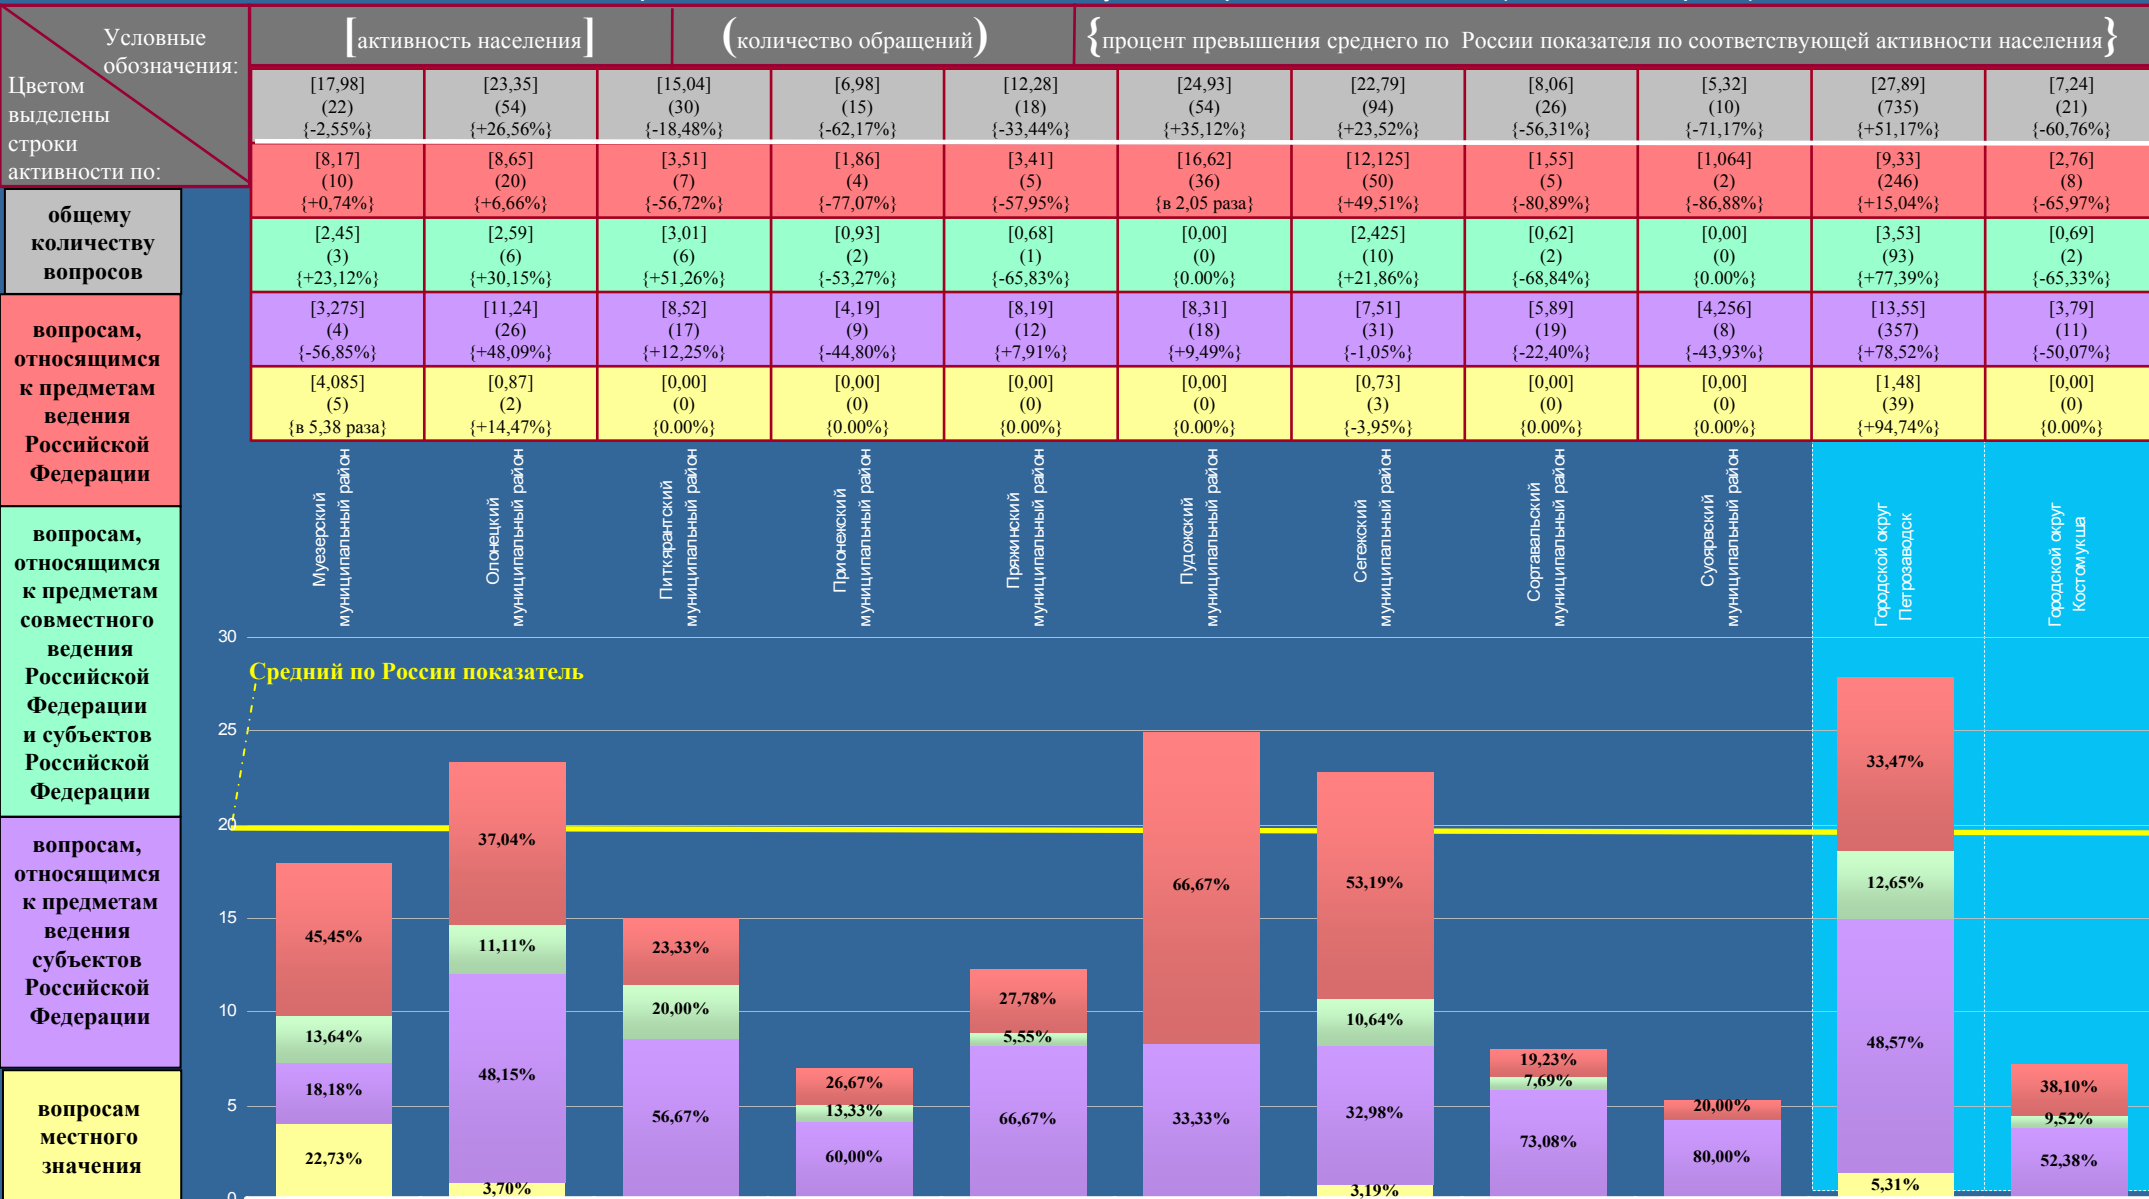 Условные
обозначения:
Цветом
выделены
строки
активности по:
[активность населения]
(количество обращений)
{процент превышения среднего по России показателя по соответствующей активности населения}
[17,98] [23,35] [15,04] [6,98] [12,28] [24,93] [22,79] [8,06] [5,32] [27,89] [7,24]
(22) (54) (30) (15) (18) (54) (94) (26) (10) (735) (21)
{-2,55%} {+26,56%} {-18,48%} {-62,17%} {-33,44%} {+35,12%} {+23,52%} {-56,31%} {-71,17%} {+51,17%} {-60,76%}
[8,17] [8,65] [3,51] [1,86] [3,41] [16,62] [12,125] [1,55] [1,064] [9,33] [2,76]
(10) (20) (7) (4) (5) (36) (50) (5) (2) (246) (8)
{+0,74%} {+6,66%} {-56,72%} {-77,07%} {-57,95%} {в 2,05 раза} {+49,51%} {-80,89%} {-86,88%} {+15,04%} {-65,97%}
[2,45] [2,59] [3,01] [0,93] [0,68] [0,00] [2,425] [0,62] [0,00] [3,53] [0,69]
(3) (6) (6) (2) (1) (0) (10) (2) (0) (93) (2)
{+23,12%} {+30,15%} {+51,26%} {-53,27%} {-65,83%} {0.00%} {+21,86%} {-68,84%} {0.00%} {+77,39%} {-65,33%}
[3,275] [11,24] [8,52] [4,19] [8,19] [8,31] [7,51] [5,89] [4,256] [13,55] [3,79]
(4) (26) (17) (9) (12) (18) (31) (19) (8) (357) (11)
{-56,85%} {+48,09%} {+12,25%} {-44,80%} {+7,91%} {+9,49%} {-1,05%} {-22,40%} {-43,93%} {+78,52%} {-50,07%}
[4,085] [0,87] [0,00] [0,00] [0,00] [0,00] [0,73] [0,00] [0,00] [1,48] [0,00]
(5) (2) (0) (0) (0) (0) (3) (0) (0) (39) (0)
{в 5,38 раза} {+14,47%} {0.00%} {0.00%} {0.00%} {0.00%} {-3,95%} {0.00%} {0.00%} {+94,74%} {0.00%}
общему
количеству
вопросов
вопросам,
относящимся
к предметам
ведения
Российской
Федерации
вопросам,
относящимся
к предметам
совместного
ведения
Российской
Федерации
и субъектов
Российской
Федерации
вопросам,
относящимся
к предметам
ведения
субъектов
Российской
Федерации
вопросам
местного
значения
Муезерский
муниципальный район
Олонецкий
муниципальный район
Питкярантский
муниципальный район
Прионежский
муниципальный район
Пряжинский
муниципальный район
Пудожский
муниципальный район
Сегежский
муниципальный район
Сортавальский
муниципальный район
Суоярвский
муниципальный район
Городской округ
Петрозаводск
Городской округ
Костомукша
30
25
20
15
10
5
0
Средний по России показатель
45,45%
13,64%
18,18%
22,73%
37,04%
11,11%
48,15%
3,70%
23,33%
20,00%
56,67%
26,67%
13,33%
60,00%
27,78%
5,55%
66,67%
66,67%
33,33%
53,19%
10,64%
32,98%
3,19%
19,23%
7,69%
73,08%
20,00%
80,00%
33,47%
12,65%
48,57%
5,31%
38,10%
9,52%
52,38%